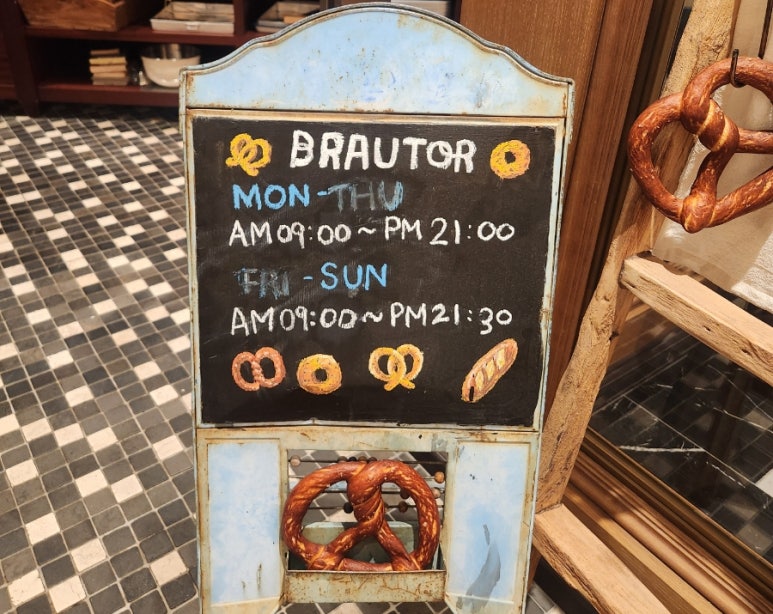 BRAUTOR
MON-THU
AM09:00~PM21:00
FRI-SUN
AM09:00~PM21:30